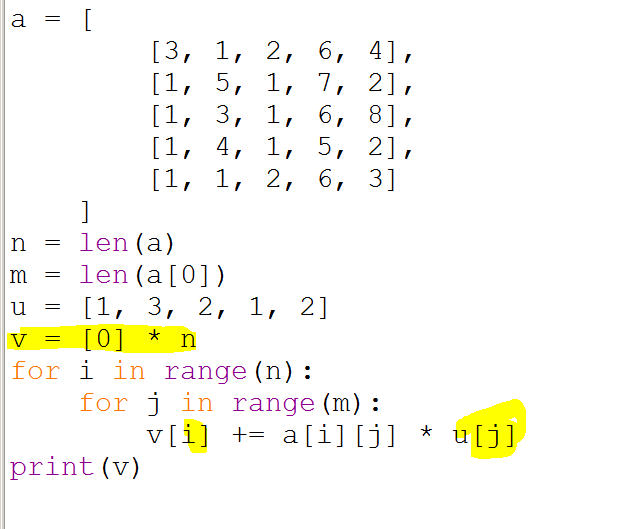 a = [
        [3, 1, 2, 6, 4],
        [1, 5, 1, 7, 2],
        [1, 3, 1, 6, 8],
        [1, 4, 1, 5, 2],
        [1, 1, 2, 6, 3]
    ]
n = len(a)
m = len(a[0])
u = [1, 3, 2, 1, 2]
v = [0] * n
for i in range(n):
    for j in range(m):
        v[i] += a[i][j] * u[j]
print(v)